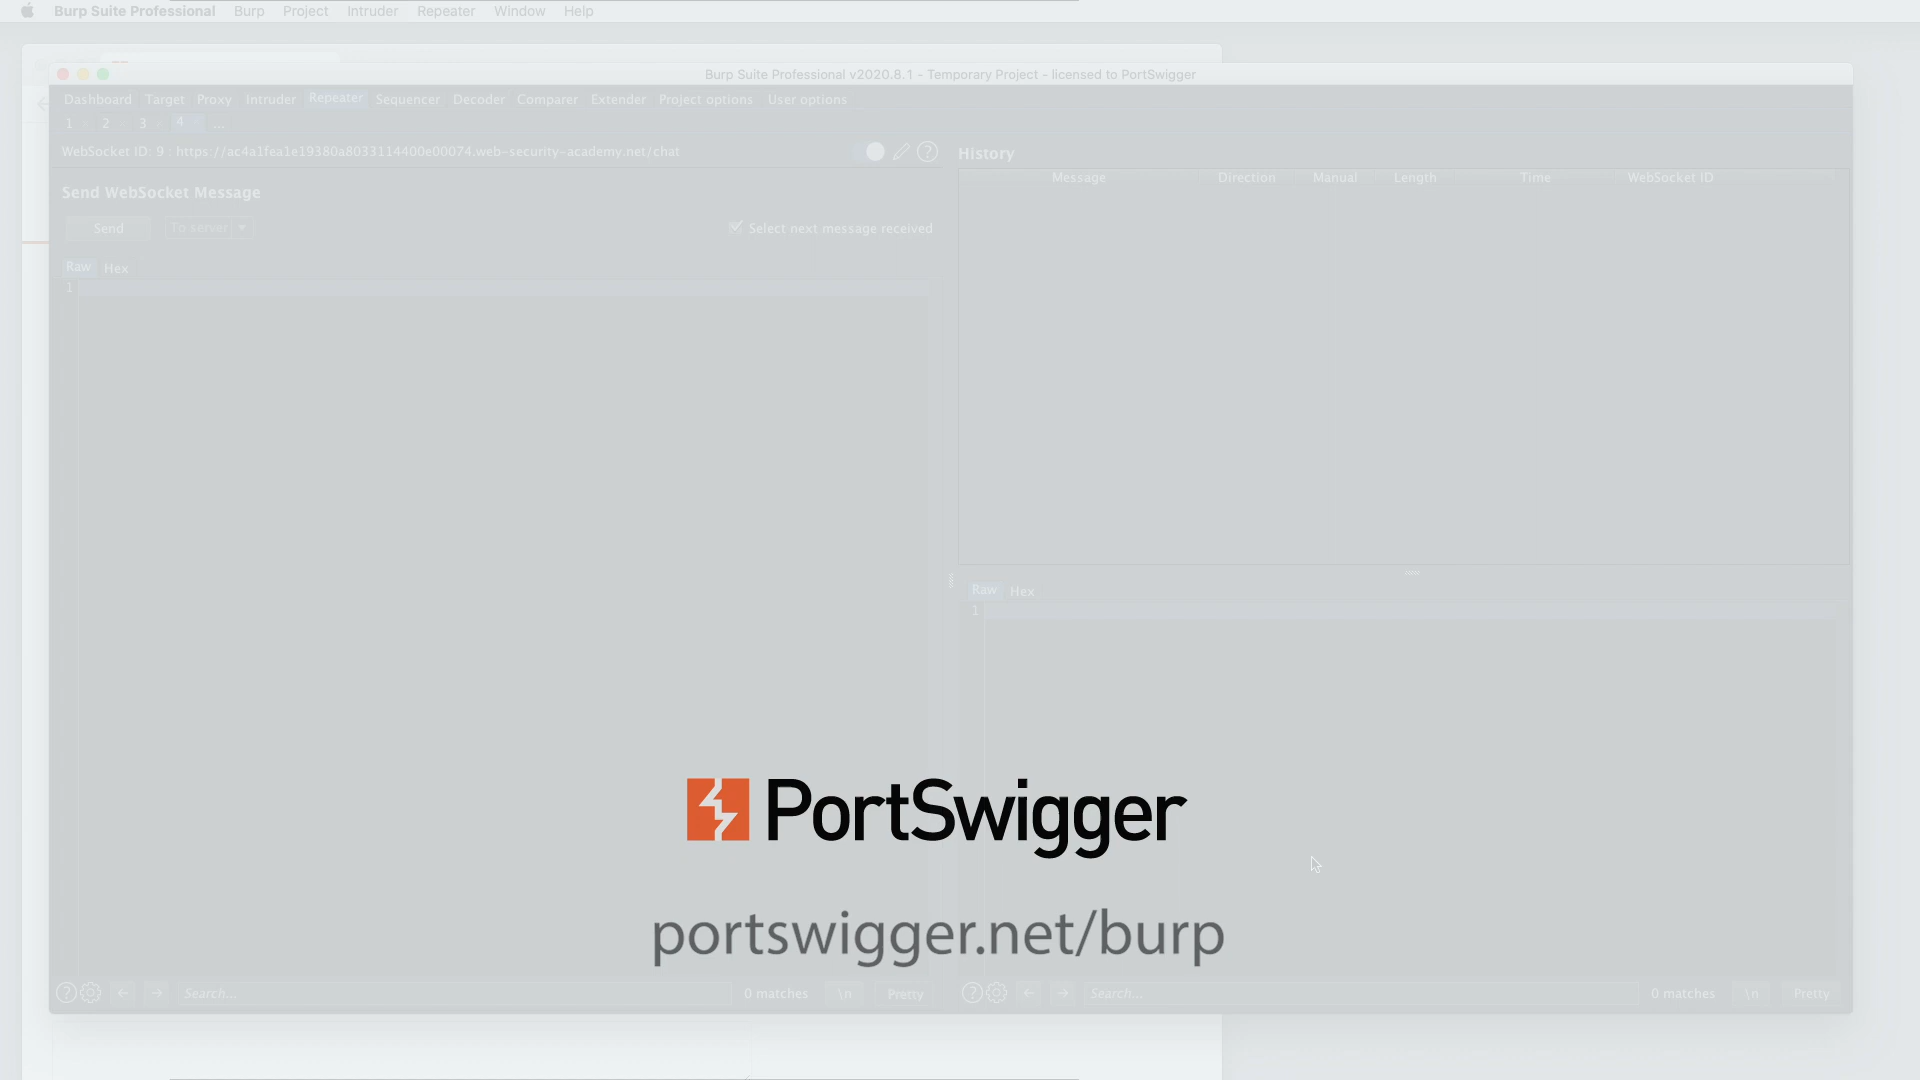 Burp Suite Professional Burp Project Intruder Repeater Window Help
Burp Suite Professional v2020.8.1 - Temporary Project - licensed to PortSwigger
Dashboard Target Proxy Intruder Repeater Sequencer Decoder Comparer Extender Project options User options
1 × 2 × 3 × 4 × ...
WebSocket ID: 9 : https://ac4a1fea1e19380a8033114400e00074.web-security-academy.net/chat
History
Message Direction Manual Length Time WebSocket ID
Send WebSocket Message
Send To server Select next message received
Raw Hex
1
Raw Hex
1
PortSwigger
portswigger.net/burp
Search... 0 matches \n Pretty
Search... 0 matches \n Pretty